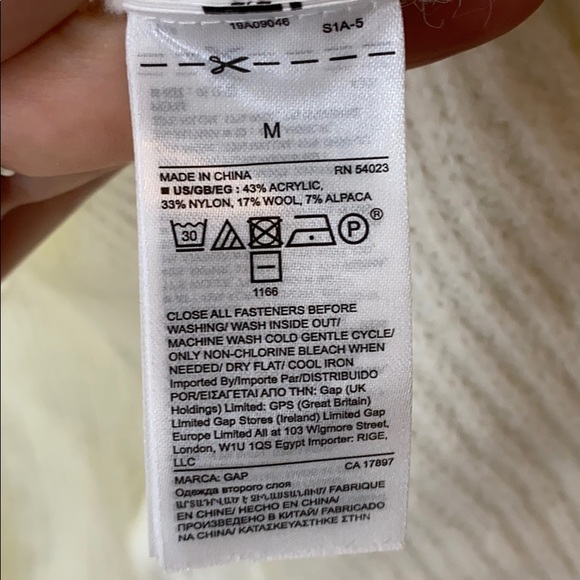 19A09046 S1A-5
M
MADE IN CHINA RN 54023
■ US/GB/EG : 43% ACRYLIC,
33% NYLON, 17% WOOL, 7% ALPACA
30 P ®
1166
CLOSE ALL FASTENERS BEFORE
WASHING/ WASH INSIDE OUT/
MACHINE WASH COLD GENTLE CYCLE/
ONLY NON-CHLORINE BLEACH WHEN
NEEDED/ DRY FLAT/ COOL IRON
Imported By/Importe Par/DISTRIBUIDO
POR/ΕΙΣΑΓΕΤΑΙ ΑΠΟ ΤΗΝ: Gap (UK
Holdings) Limited: GPS (Great Britain)
Limited Gap Stores (Ireland) Limited Gap
Europe Limited All at 103 Wigmore Street,
London, W1U 1QS Egypt Importer: RIGE,
LLC
MARCA: GAP CA 17897
Одежда второго слоя
ԱՐՏԱԴՐՎԱԾ Է ՉԻՆԱՍՏԱՆՈՒՄ/ FABRIQUE
EN CHINE/ HECHO EN CHINA/
ПРОИЗВЕДЕНО В КИТАЕ/ FABRICADO
NA CHINA/ ΚΑΤΑΣΚΕΥΑΣΤΗΚΕ ΣΤΗΝ